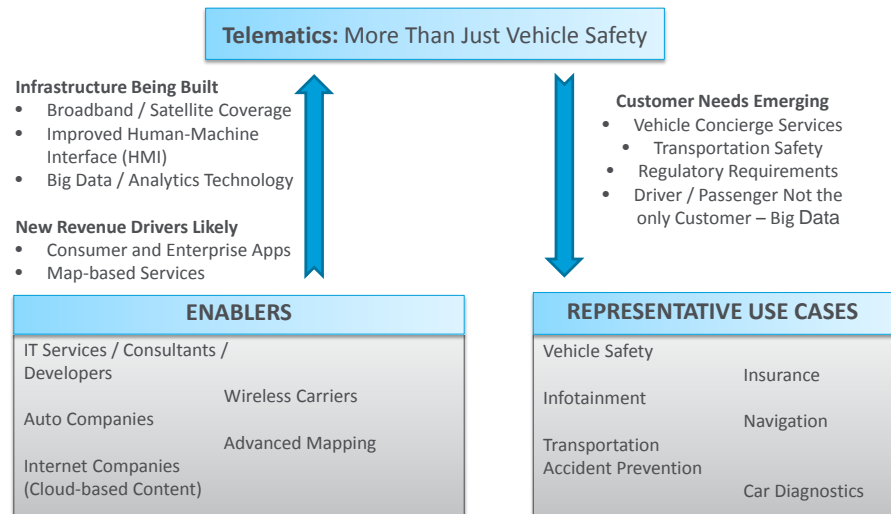 Telematics: More Than Just Vehicle Safety
Infrastructure Being Built
• Broadband / Satellite Coverage
• Improved Human-Machine
Interface (HMI)
• Big Data / Analytics Technology
New Revenue Drivers Likely
• Consumer and Enterprise Apps
• Map-based Services
Customer Needs Emerging
• Vehicle Concierge Services
• Transportation Safety
• Regulatory Requirements
• Driver / Passenger Not the
only Customer – Big Data
ENABLERS
IT Services / Consultants /
Developers
Wireless Carriers
Auto Companies
Advanced Mapping
Internet Companies
(Cloud-based Content)
REPRESENTATIVE USE CASES
Vehicle Safety
Insurance
Infotainment
Navigation
Transportation
Accident Prevention
Car Diagnostics